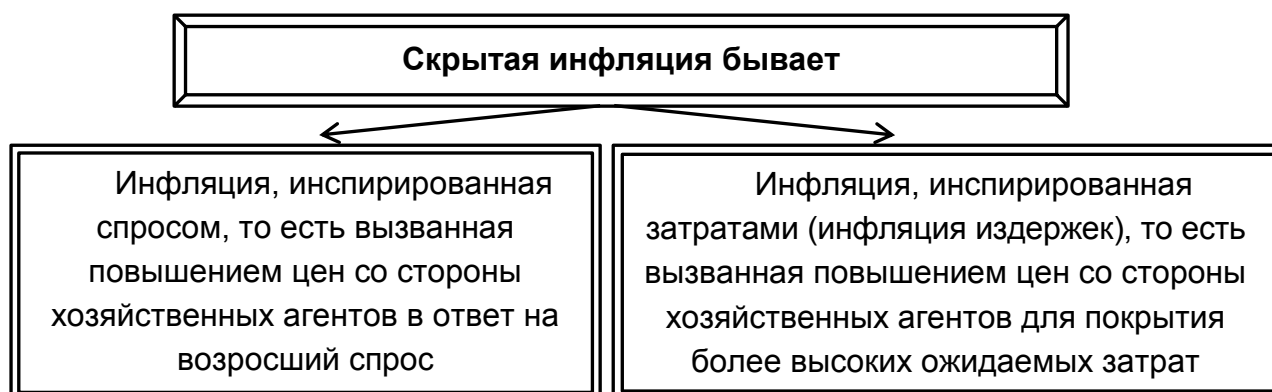 Скрытая инфляция бывает
Инфляция, инспирированная
спросом, то есть вызванная
повышением цен со стороны
хозяйственных агентов в ответ на
возросший спрос
Инфляция, инспирированная
затратами (инфляция издержек), то есть
вызванная повышением цен со стороны
хозяйственных агентов для покрытия
более высоких ожидаемых затрат